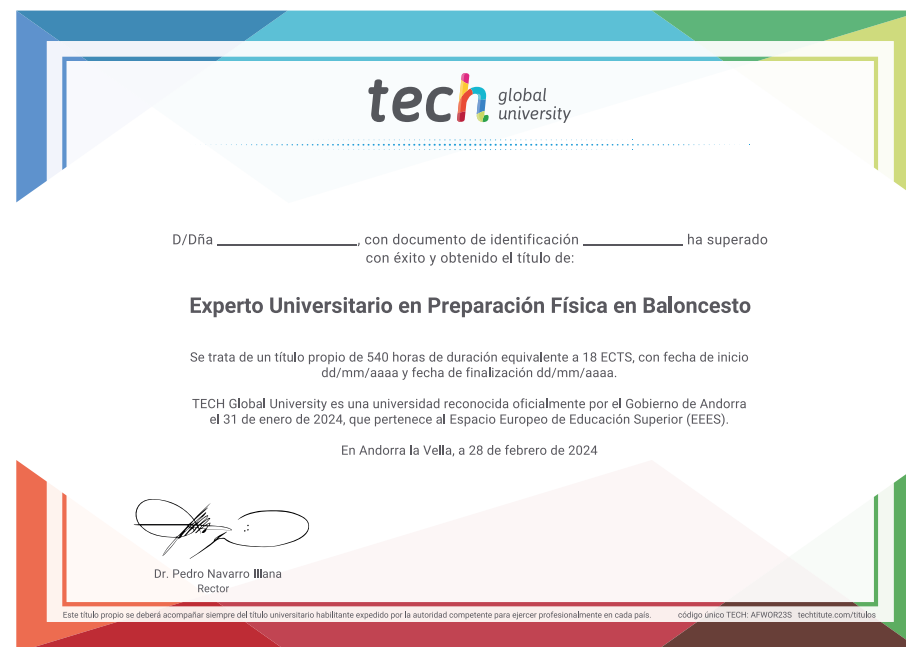 tech global university
D/Dña ______________, con documento de identificación __________ ha superado
con éxito y obtenido el título de:
Experto Universitario en Preparación Física en Baloncesto
Se trata de un título propio de 540 horas de duración equivalente a 18 ECTS, con fecha de inicio
dd/mm/aaaa y fecha de finalización dd/mm/aaaa.
TECH Global University es una universidad reconocida oficialmente por el Gobierno de Andorra
el 31 de enero de 2024, que pertenece al Espacio Europeo de Educación Superior (EEES).
En Andorra la Vella, a 28 de febrero de 2024
Dr. Pedro Navarro Illana
Rector
Este título propio se deberá acompañar siempre del título universitario habilitante expedido por la autoridad competente para ejercer profesionalmente en cada país. código único TECH: AFWOR23S techtitute.com/titulos